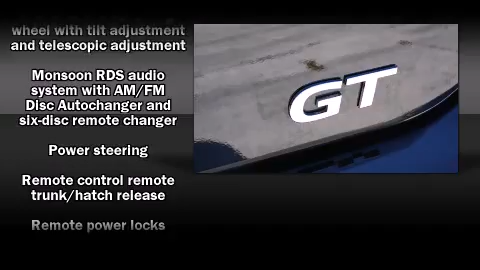 wheel with tilt adjustment
and telescopic adjustment
Monsoon RDS audio
system with AM/FM
Disc Autochanger and
six-disc remote changer
Power steering
Remote control remote
trunk/hatch release
Remote power locks
GT